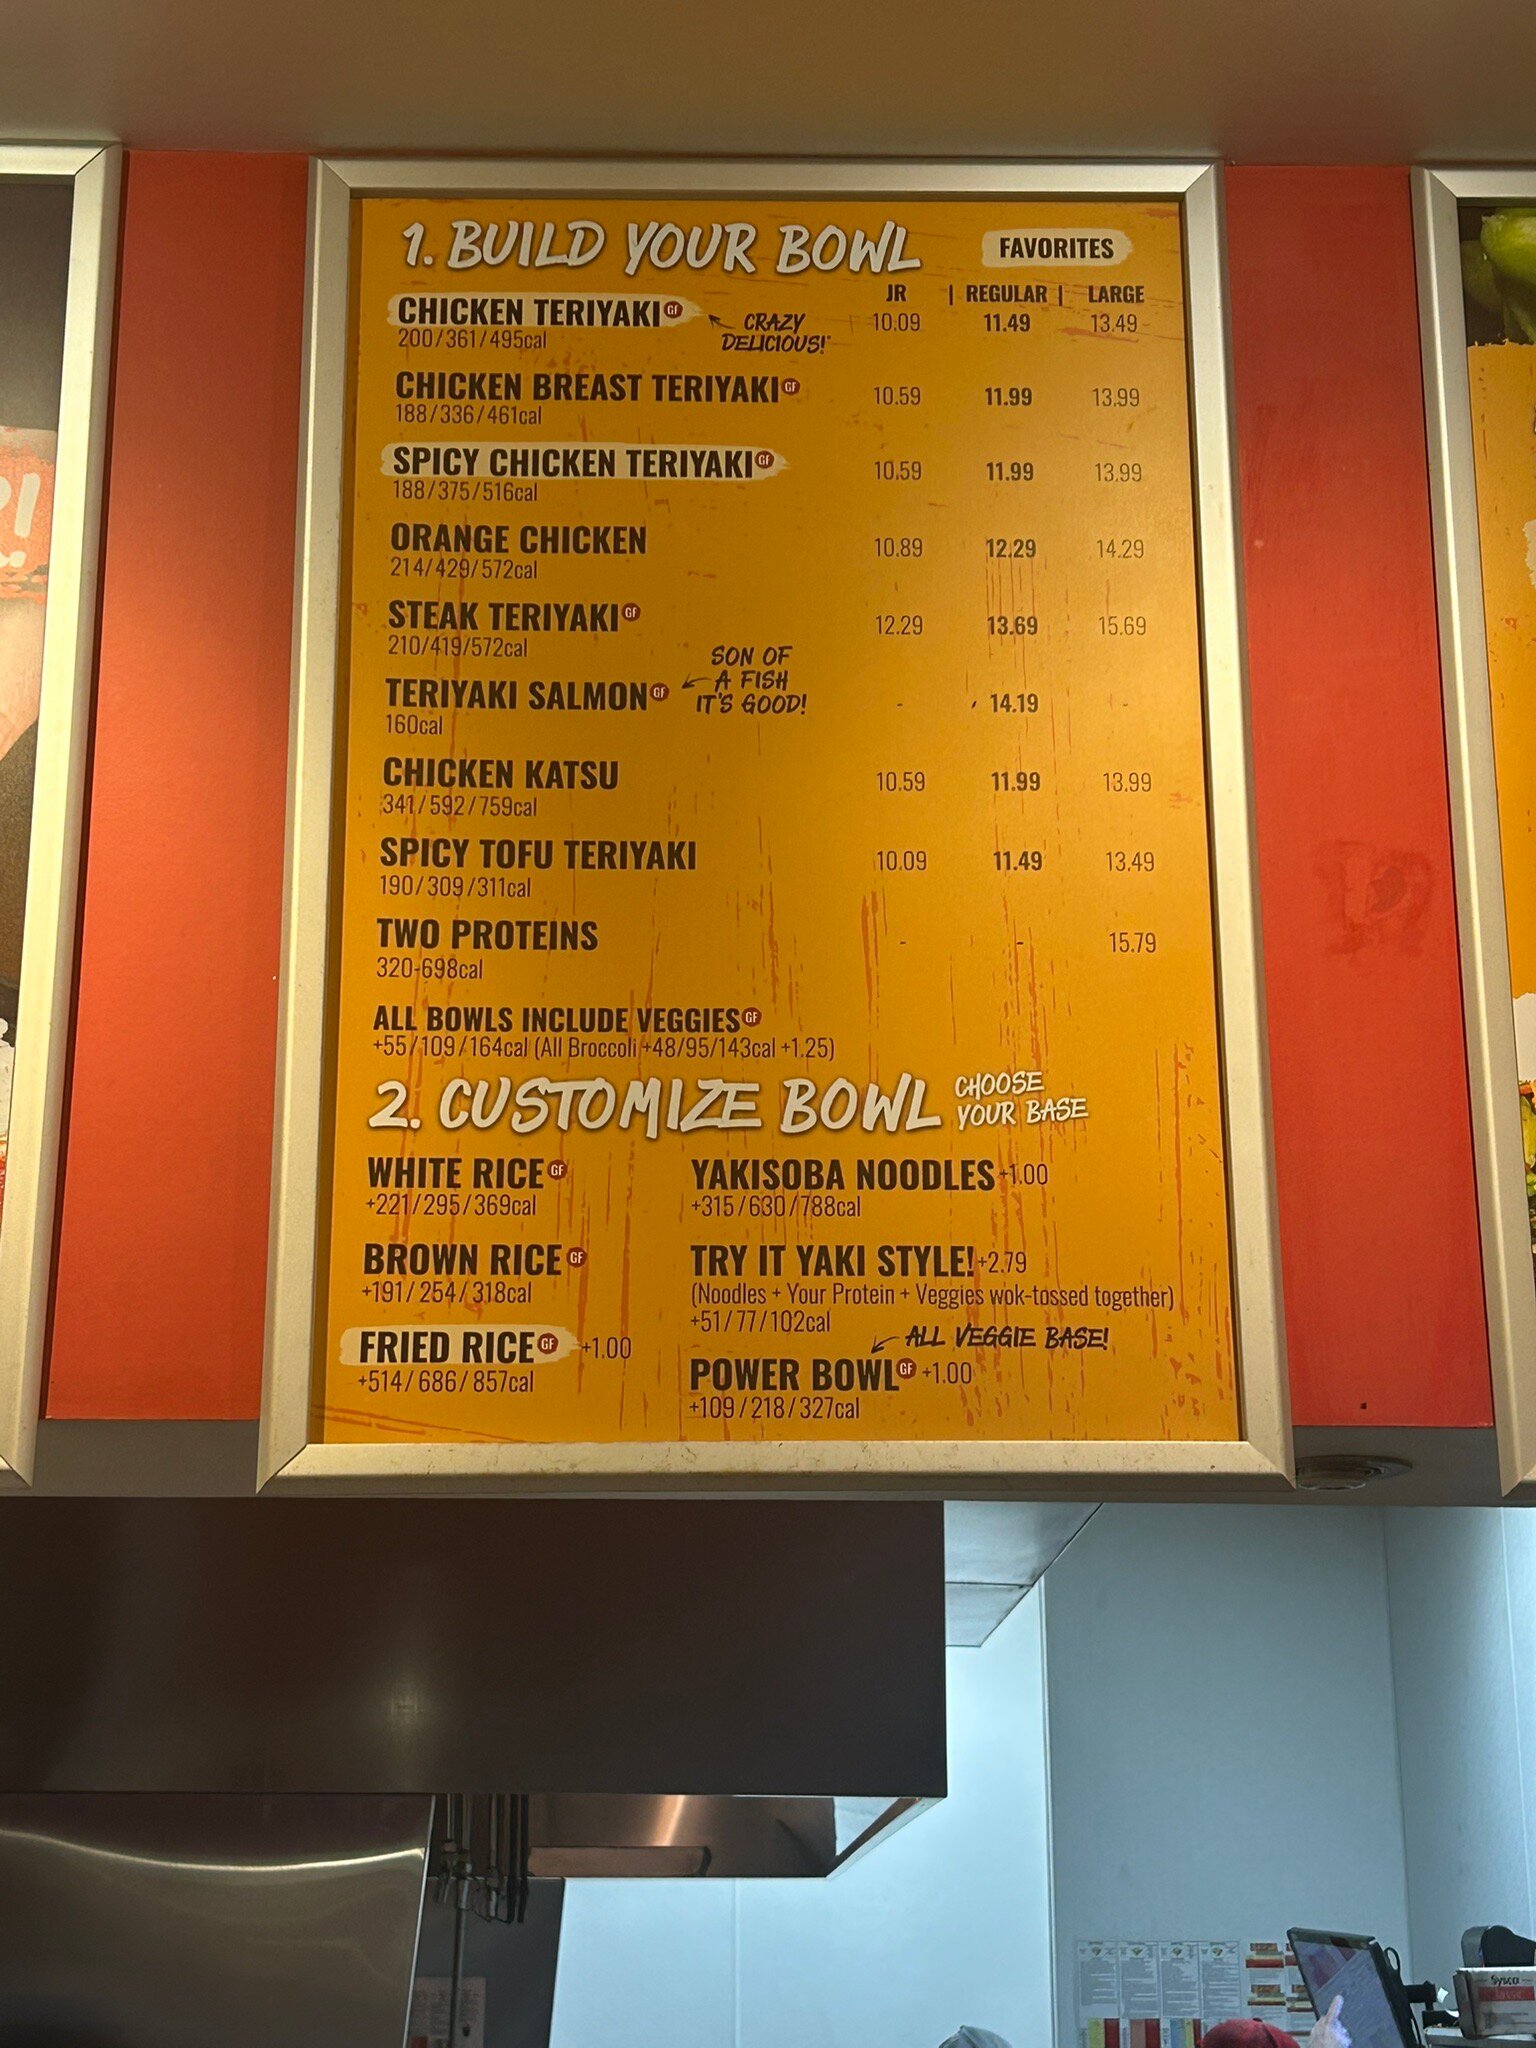 1. BUILD YOUR BOWL FAVORITES
JR | REGULAR | LARGE
CHICKEN TERIYAKI GF CRAZY DELICIOUS!* 10.09 11.49 13.49
200/361/495cal
CHICKEN BREAST TERIYAKI GF 10.59 11.99 13.99
188/336/461cal
SPICY CHICKEN TERIYAKI GF 10.59 11.99 13.99
188/375/516cal
ORANGE CHICKEN 10.89 12.29 14.29
214/429/572cal
STEAK TERIYAKI GF 12.29 13.69 15.69
210/419/572cal
SON OF
A FISH
IT'S GOOD!
TERIYAKI SALMON GF - 14.19 -
160cal
CHICKEN KATSU 10.59 11.99 13.99
341/592/759cal
SPICY TOFU TERIYAKI 10.09 11.49 13.49
190/309/311cal
TWO PROTEINS - - 15.79
320-698cal
ALL BOWLS INCLUDE VEGGIES GF
+55/109/164cal (All Broccoli +48/95/143cal +1.25)
2. CUSTOMIZE BOWL CHOOSE
YOUR BASE
WHITE RICE GF
+221/295/369cal
BROWN RICE GF
+191/254/318cal
FRIED RICE GF +1.00
+514/686/857cal
YAKISOBA NOODLES +1.00
+315/630/788cal
TRY IT YAKI STYLE! +2.79
(Noodles + Your Protein + Veggies wok-tossed together)
+51/77/102cal
ALL VEGGIE BASE!
POWER BOWL GF +1.00
+109/218/327cal
Sysco